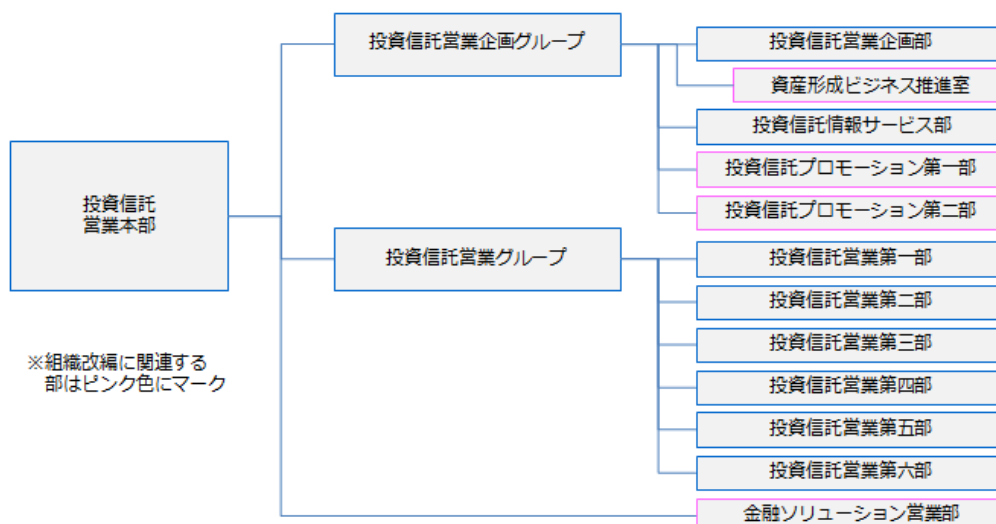 投資信託営業企画グループ
投資信託営業企画部
資産形成ビジネス推進室
投資信託情報サービス部
投資信託プロモーション第一部
投資信託プロモーション第二部
投資信託
営業本部
投資信託営業グループ
投資信託営業第一部
投資信託営業第二部
投資信託営業第三部
投資信託営業第四部
投資信託営業第五部
投資信託営業第六部
金融ソリューション営業部
※組織改編に関連する
部はピンク色にマーク